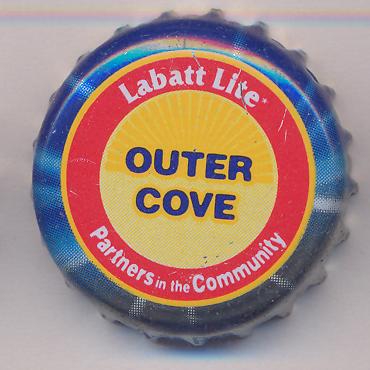 Labatt Lite*
OUTER
COVE
Partners in the Community